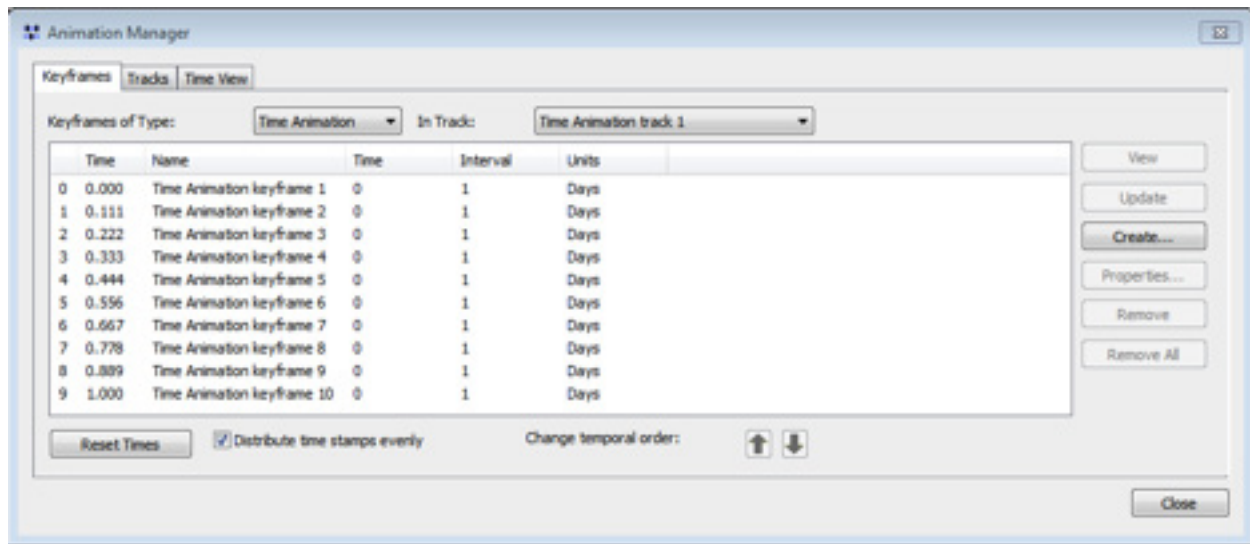 Animation Manager
Keyframes Tracks Time View
Keyframes of Type: Time Animation In Track: Time Animation track 1
Time Name Time Interval Units
0 0.000 Time Animation keyframe 1 0 1 Days
1 0.111 Time Animation keyframe 2 0 1 Days
2 0.222 Time Animation keyframe 3 0 1 Days
3 0.333 Time Animation keyframe 4 0 1 Days
4 0.444 Time Animation keyframe 5 0 1 Days
5 0.556 Time Animation keyframe 6 0 1 Days
6 0.667 Time Animation keyframe 7 0 1 Days
7 0.778 Time Animation keyframe 8 0 1 Days
8 0.889 Time Animation keyframe 9 0 1 Days
9 1.000 Time Animation keyframe 10 0 1 Days
View
Update
Create...
Properties...
Remove
Remove All
Reset Times Distribute time stamps evenly Change temporal order:
Close